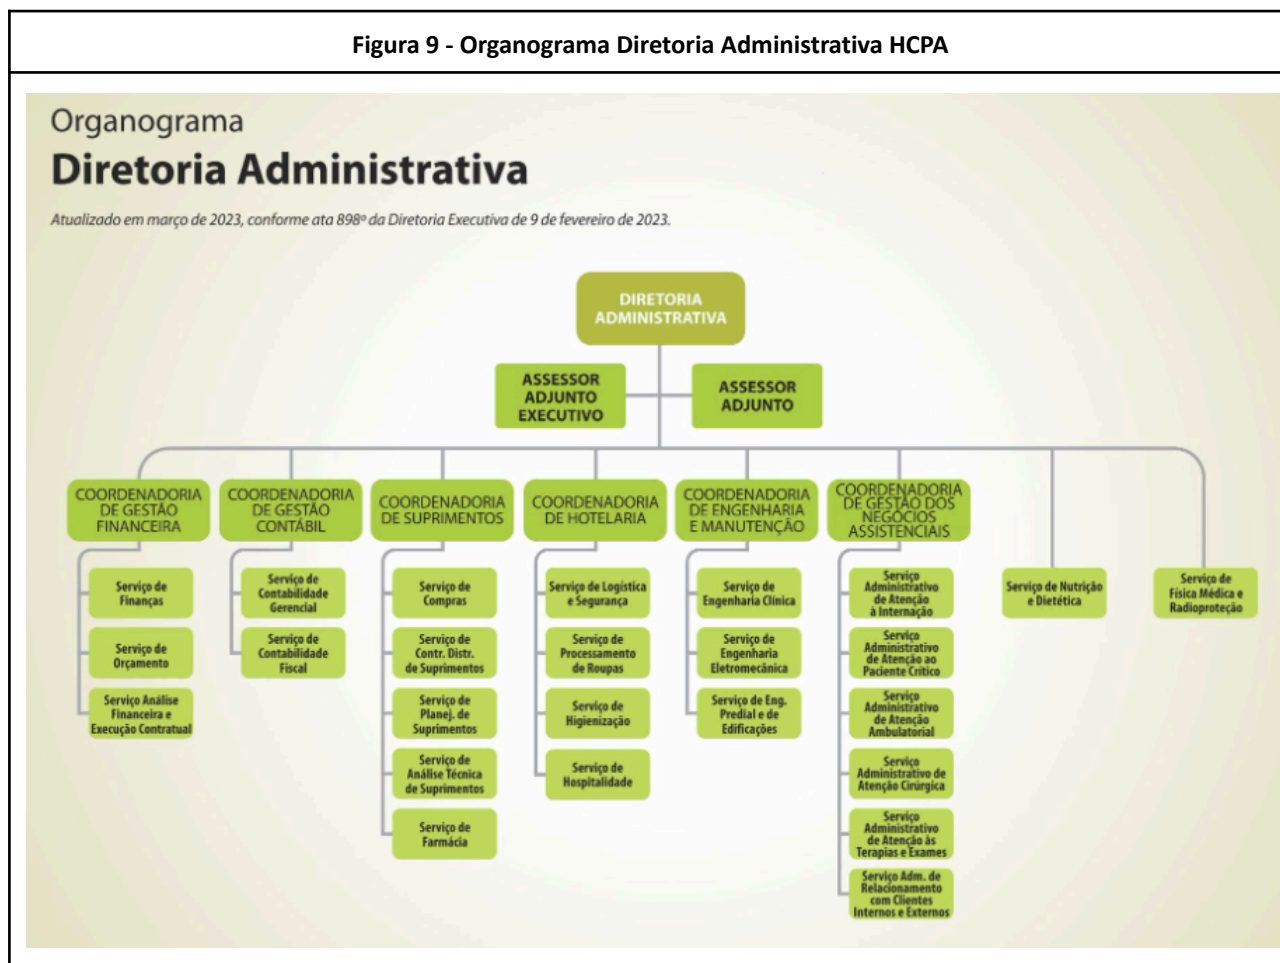 Figura 9 - Organograma Diretoria Administrativa HCPA
Organograma
Diretoria Administrativa
Atualizado em março de 2023, conforme ata 898º da Diretoria Executiva de 9 de fevereiro de 2023.
DIRETORIA
ADMINISTRATIVA
ASSESSOR
ADJUNTO
EXECUTIVO
ASSESSOR
ADJUNTO
COORDENADORIA
DE GESTÃO
FINANCEIRA
Serviço de
Finanças
Serviço de
Orçamento
Serviço Análise
Financeira e
Execução Contratual
COORDENADORIA
DE GESTÃO
CONTÁBIL
Serviço de
Contabilidade
Gerencial
Serviço de
Contabilidade
Fiscal
COORDENADORIA
DE SUPRIMENTOS
Serviço de
Compras
Serviço de
Contr. Distr.
de Suprimentos
Serviço de
Planej. de
Suprimentos
Serviço de
Análise Técnica
de Suprimentos
Serviço de
Farmácia
COORDENADORIA
DE HOTELARIA
Serviço de Logística
e Segurança
Serviço de
Processamento
de Roupas
Serviço de
Higienização
Serviço de
Hospitalidade
COORDENADORIA
DE ENGENHARIA
E MANUTENÇÃO
Serviço de
Engenharia Clínica
Serviço de
Engenharia
Eletromecânica
Serviço de Eng.
Predial e de
Edificações
COORDENADORIA
DE GESTÃO DOS
NEGÓCIOS
ASSISTENCIAIS
Serviço
Administrativo
de Atenção
à Internação
Serviço
Administrativo
de Atenção ao
Paciente Crítico
Serviço
Administrativo
de Atenção
Ambulatorial
Serviço
Administrativo de
Atenção Cirúrgica
Serviço
Administrativo
de Atenção às
Terapias e Exames
Serviço Adm. de
Relacionamento
com Clientes
Internos e Externos
Serviço de Nutrição
e Dietética
Serviço de
Física Médica e
Radioproteção